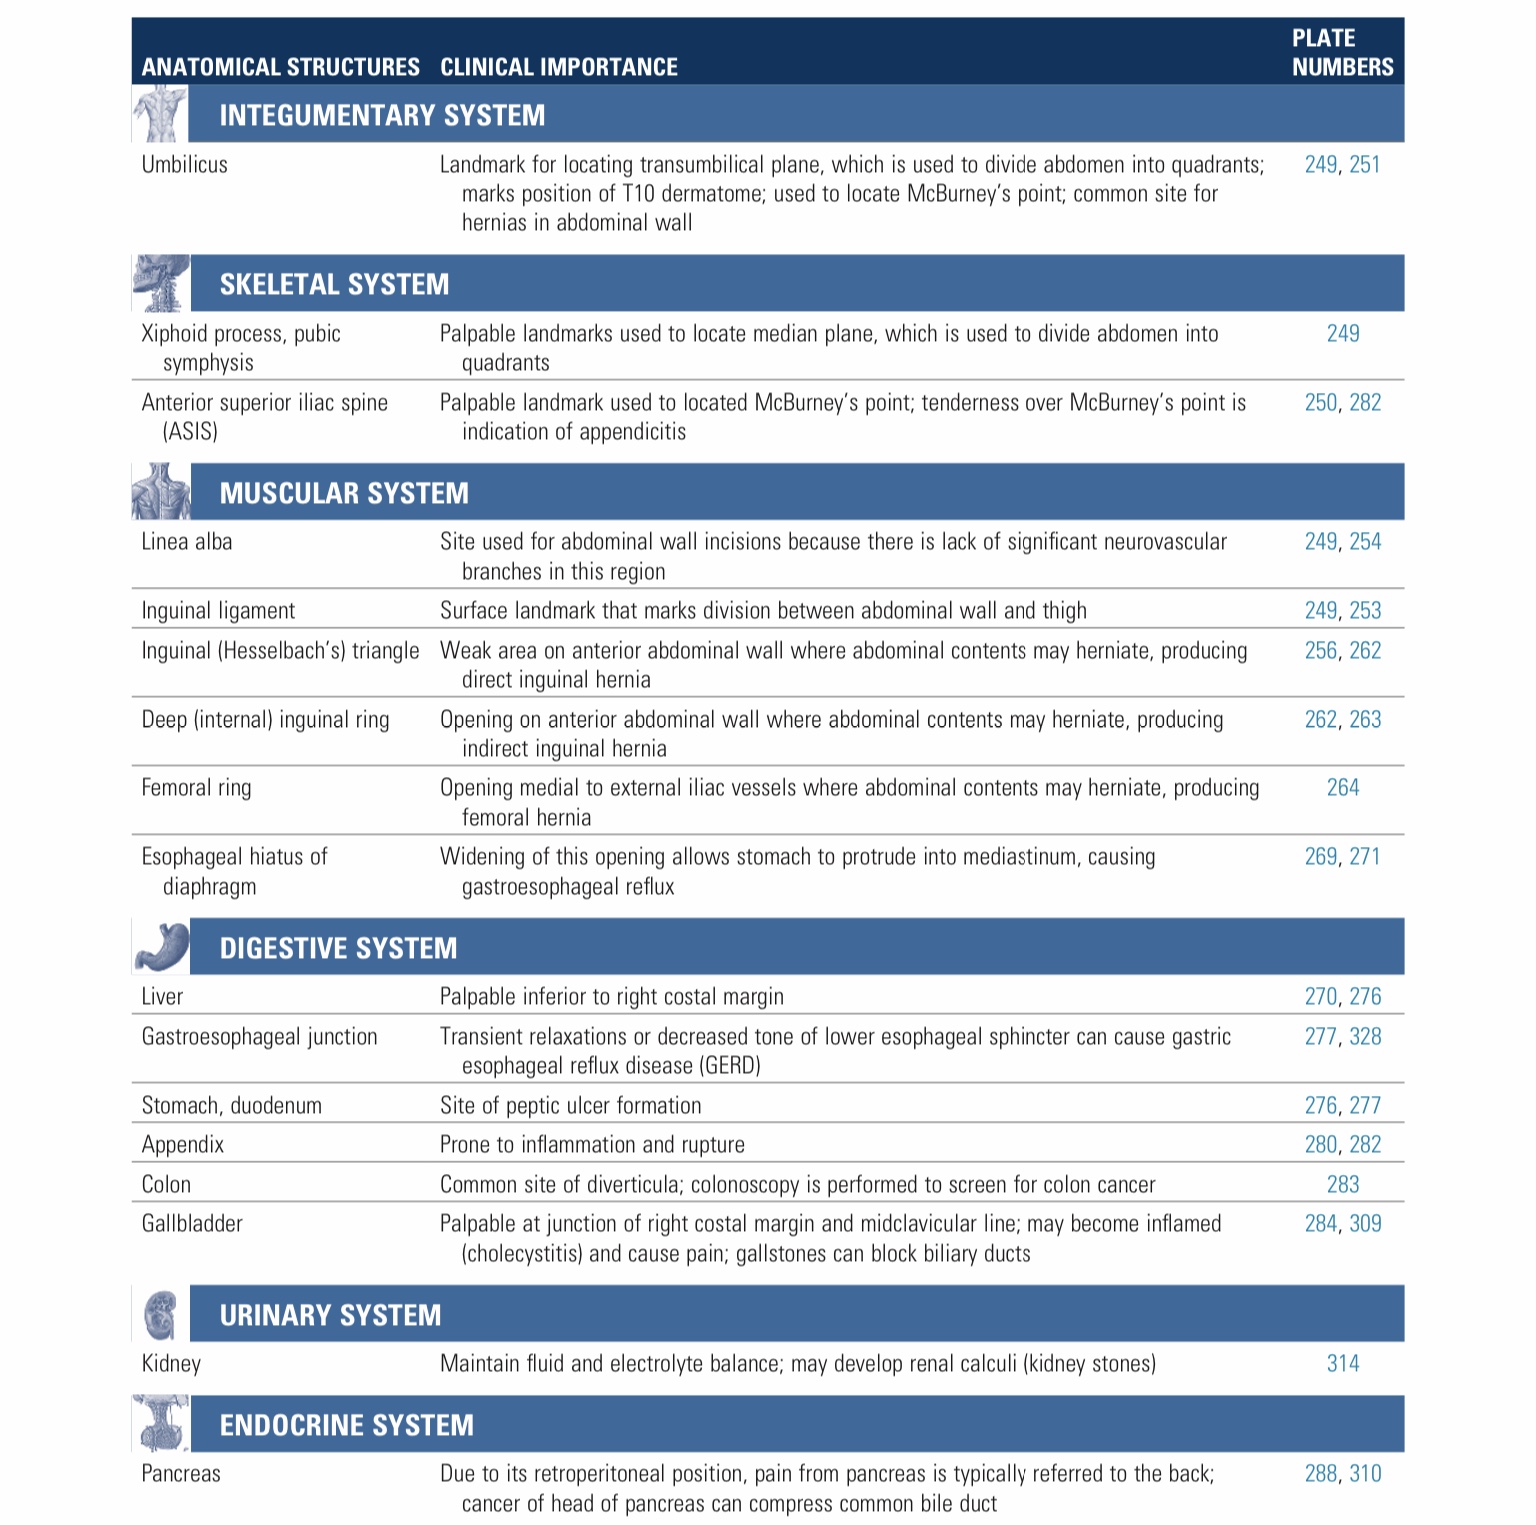 PLATE
ANATOMICAL STRUCTURES CLINICAL IMPORTANCE NUMBERS
INTEGUMENTARY SYSTEM
Umbilicus Landmark for locating transumbilical plane, which is used to divide abdomen into quadrants; 249, 251
marks position of T10 dermatome; used to locate McBurney's point; common site for
hernias in abdominal wall
SKELETAL SYSTEM
Xiphoid process, pubic Palpable landmarks used to locate median plane, which is used to divide abdomen into 249
symphysis quadrants
Anterior superior iliac spine Palpable landmark used to located McBurney's point; tenderness over McBurney's point is 250, 282
(ASIS) indication of appendicitis
MUSCULAR SYSTEM
Linea alba Site used for abdominal wall incisions because there is lack of significant neurovascular 249, 254
branches in this region
Inguinal ligament Surface landmark that marks division between abdominal wall and thigh 249, 253
Inguinal (Hesselbach's) triangle Weak area on anterior abdominal wall where abdominal contents may herniate, producing 256, 262
direct inguinal hernia
Deep (internal) inguinal ring Opening on anterior abdominal wall where abdominal contents may herniate, producing 262, 263
indirect inguinal hernia
Femoral ring Opening medial to external iliac vessels where abdominal contents may herniate, producing 264
femoral hernia
Esophageal hiatus of Widening of this opening allows stomach to protrude into mediastinum, causing 269, 271
diaphragm gastroesophageal reflux
DIGESTIVE SYSTEM
Liver Palpable inferior to right costal margin 270, 276
Gastroesophageal junction Transient relaxations or decreased tone of lower esophageal sphincter can cause gastric 277, 328
esophageal reflux disease (GERD)
Stomach, duodenum Site of peptic ulcer formation 276, 277
Appendix Prone to inflammation and rupture 280, 282
Colon Common site of diverticula; colonoscopy is performed to screen for colon cancer 283
Gallbladder Palpable at junction of right costal margin and midclavicular line; may become inflamed 284, 309
(cholecystitis) and cause pain; gallstones can block biliary ducts
URINARY SYSTEM
Kidney Maintain fluid and electrolyte balance; may develop renal calculi (kidney stones) 314
ENDOCRINE SYSTEM
Pancreas Due to its retroperitoneal position, pain from pancreas is typically referred to the back; 288, 310
cancer of head of pancreas can compress common bile duct